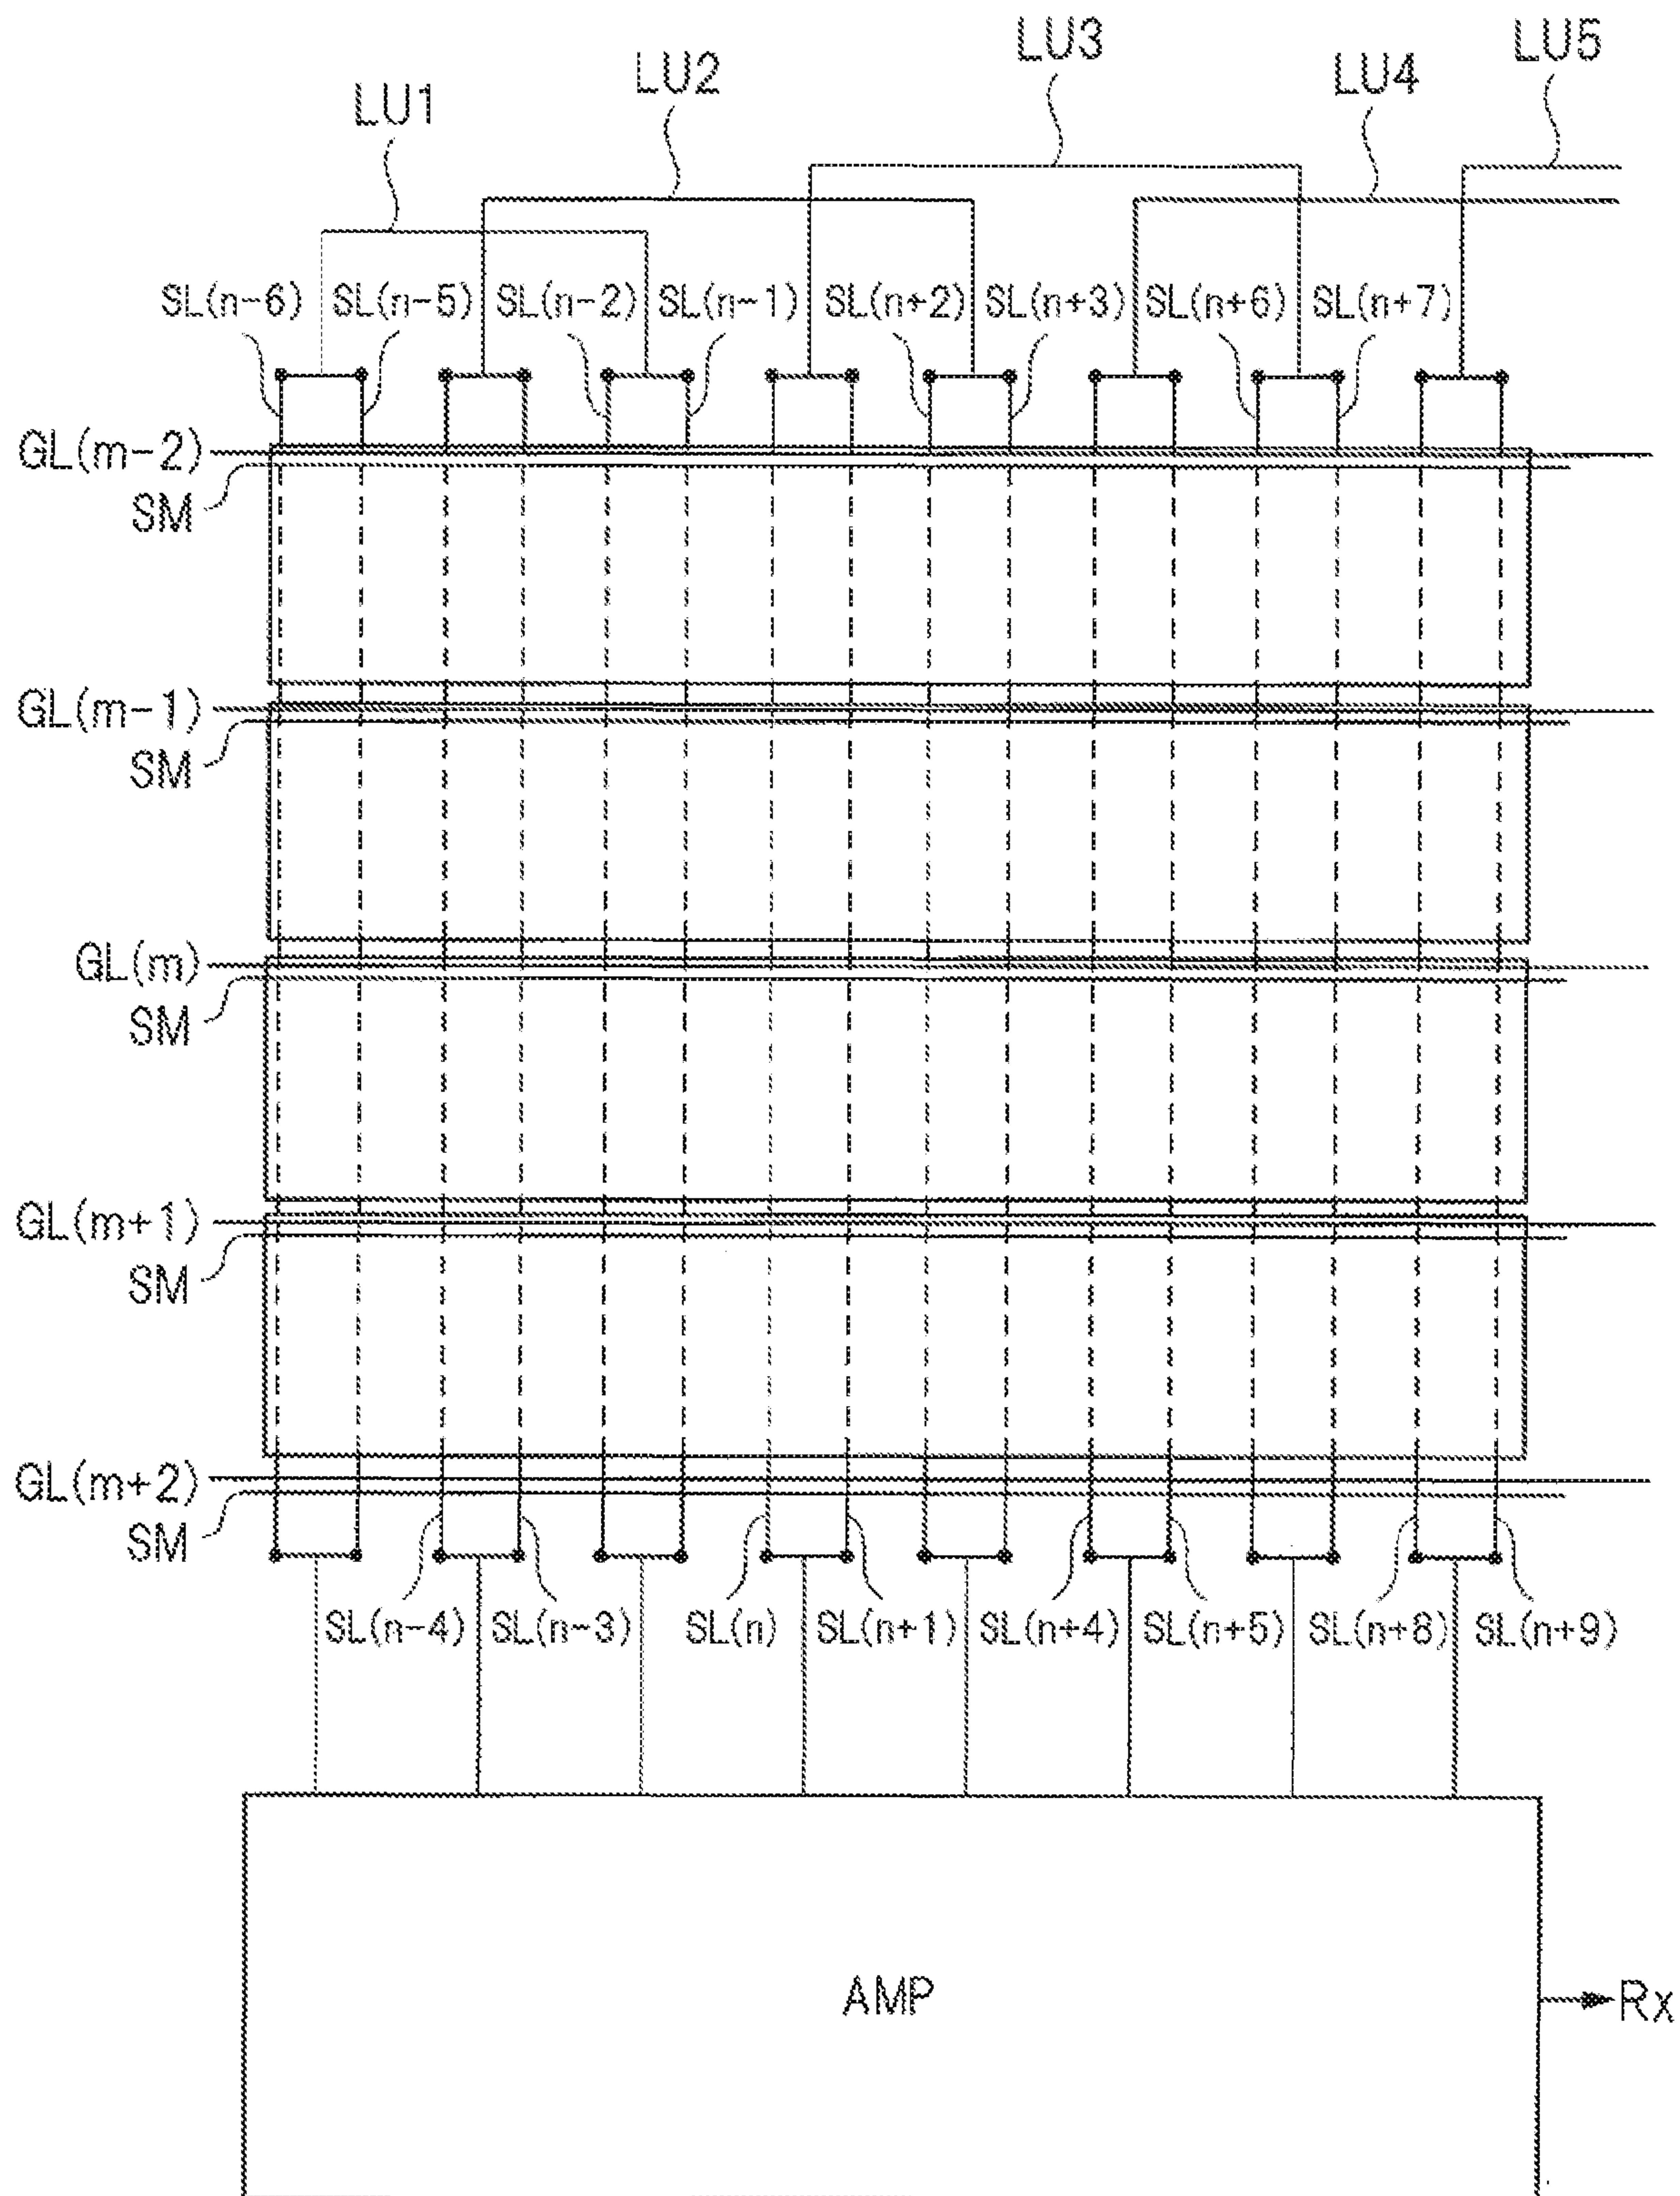 LU1
LU2
LU3
LU4
LU5
SL(n-6)
SL(n-5)
SL(n-2)
SL(n-1)
SL(n+2)
SL(n+3)
SL(n+6)
SL(n+7)
GL(m-2)
SM
GL(m-1)
SM
GL(m)
SM
GL(m+1)
SM
GL(m+2)
SM
SL(n-4)
SL(n-3)
SL(n)
SL(n+1)
SL(n+4)
SL(n+5)
SL(n+8)
SL(n+9)
AMP
Rx